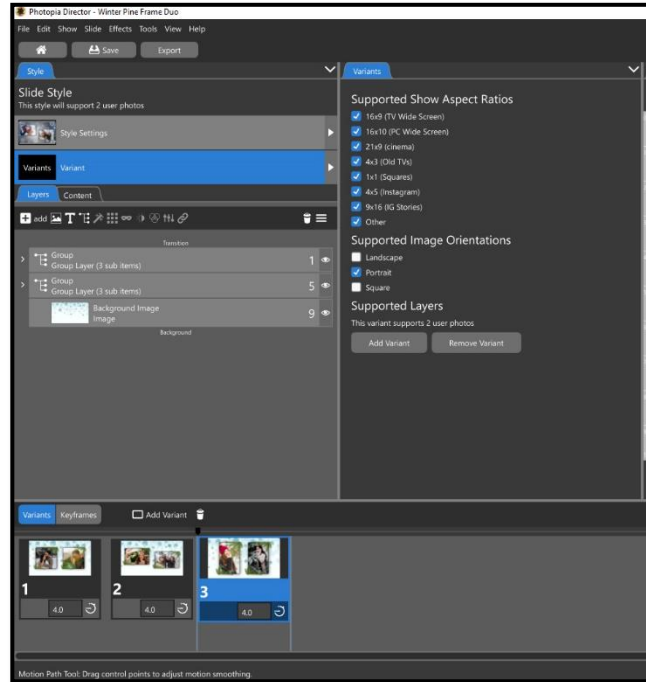 Photopia Director - Winter Pine Frame Duo
File Edit Show Slide Effects Tools View Help
Save Export
Style
Slide Style
This style will support 2 user photos
Style Settings
Variants Variant
Layers Content
add
Transition
Group 1
Group Layer (3 sub items)
Group 5
Group Layer (3 sub items)
Background Image 9
Image
Background
Variants
Supported Show Aspect Ratios
16x9 (TV Wide Screen)
16x10 (PC Wide Screen)
21x9 (cinema)
4x3 (Old TVs)
1x1 (Squares)
4x5 (Instagram)
9x16 (IG Stories)
Other
Supported Image Orientations
Landscape
Portrait
Square
Supported Layers
This variant supports 2 user photos
Add Variant Remove Variant
Variants Keyframes Add Variant
1 2 3
4.0 4.0 4.0
Motion Path Tool: Drag control points to adjust motion smoothing.